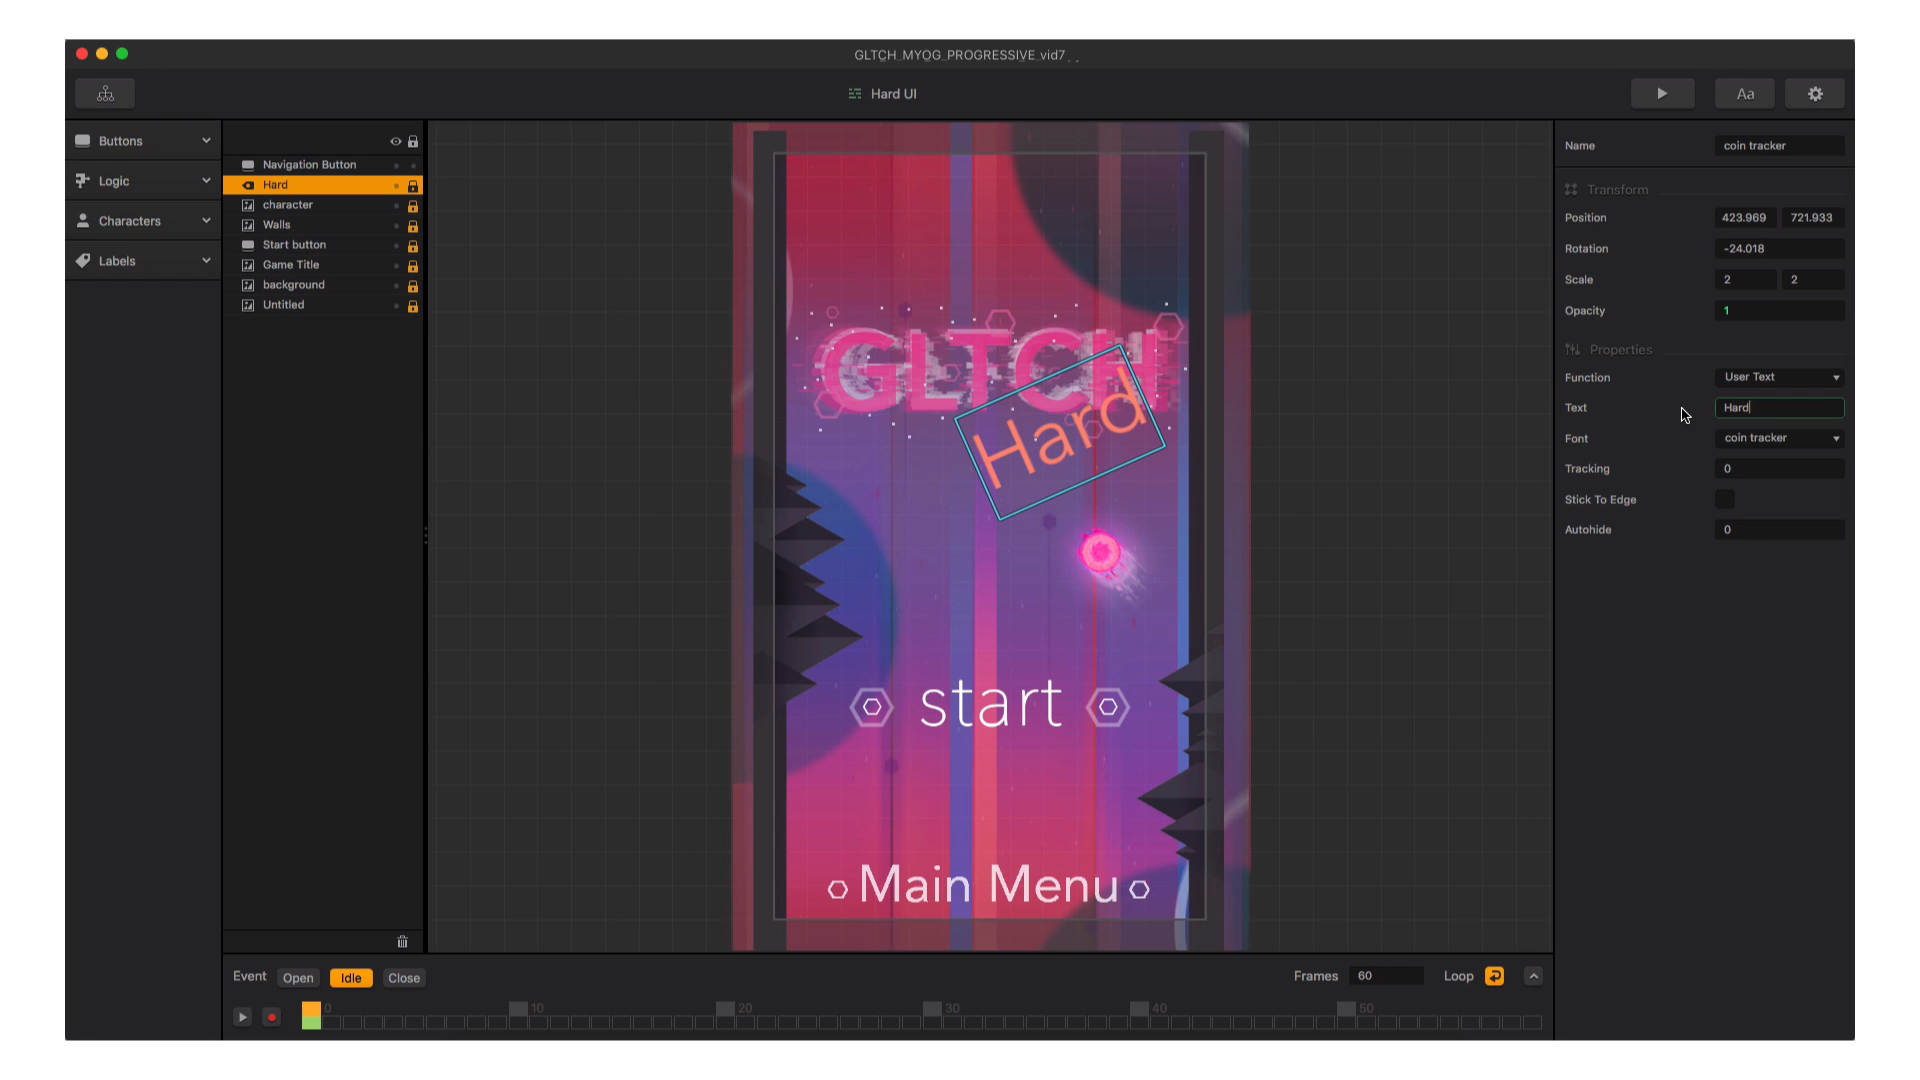 GLTCH_MYOG_PROGRESSIVE_vid7
Hard UI
Aa
Buttons
Logic
Characters
Labels
Navigation Button
Hard
character
Walls
Start button
Game Title
background
Untitled
GLTCH
Hard
start
Main Menu
Name coin tracker
Transform
Position 423.969 721.933
Rotation -24.018
Scale 2 2
Opacity 1
Properties
Function User Text
Text Hard
Font coin tracker
Tracking 0
Stick To Edge
Autohide 0
Event Open Idle Close
Frames 60 Loop
0 10 20 30 40 50